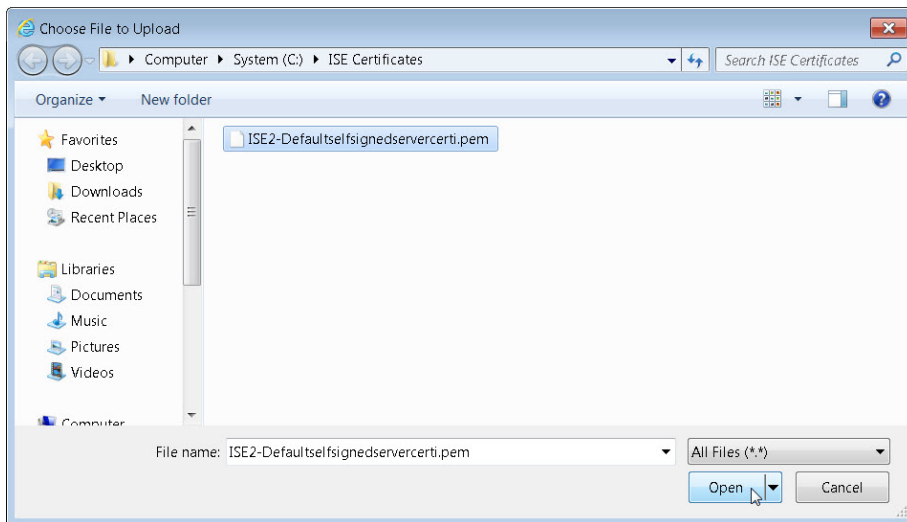 Choose File to Upload
Computer System (C:) ISE Certificates Search ISE Certificates
Organize New folder
Favorites
Desktop
Downloads
Recent Places
Libraries
Documents
Music
Pictures
Videos
Computer
ISE2-Defaultselfsignedservercerti.pem
File name: ISE2-Defaultselfsignedservercerti.pem All Files (*.*)
Open Cancel